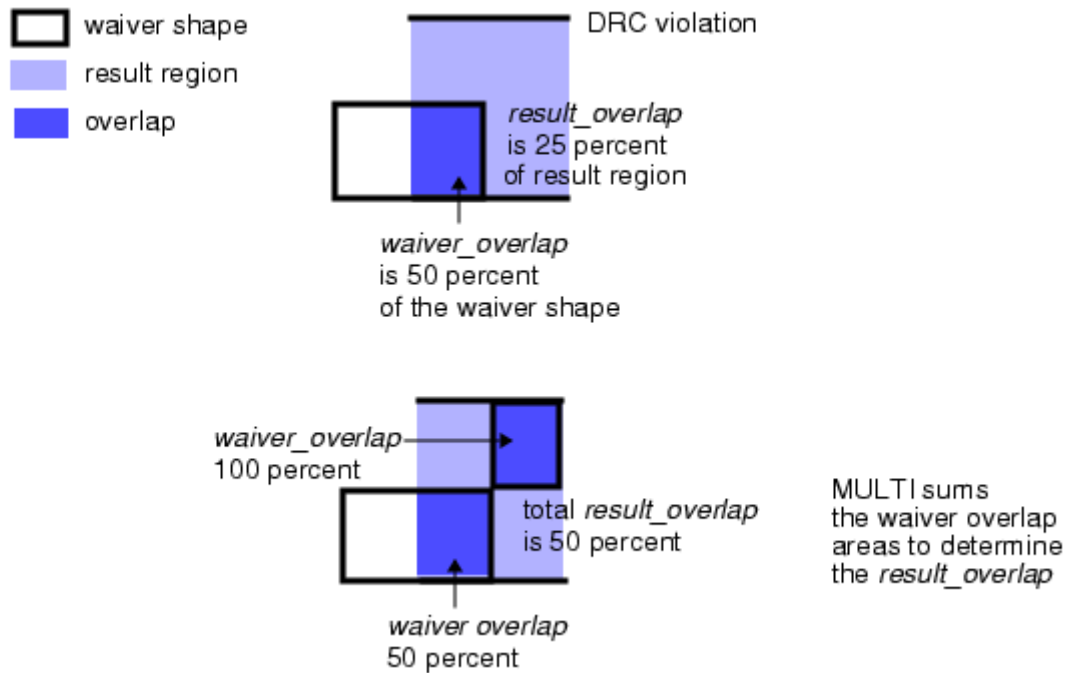 waiver shape
result region
overlap
DRC violation
result_overlap
is 25 percent
of result region
waiver_overlap
is 50 percent
of the waiver shape
waiver_overlap
100 percent
total result_overlap
is 50 percent
MULTI sums
the waiver overlap
areas to determine
the result_overlap
waiver overlap
50 percent